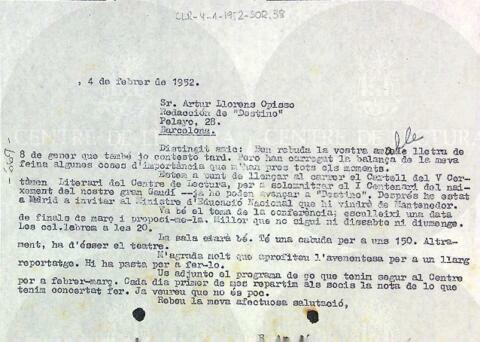 CLR-4-1-1952-SOR.38
, 4 de febrer de 1952.
Sr. Artur Llorens Opisso
Redacción de "Destino"
Pelayo, 28.
Barcelona.
Distingit amic: Hem rebuda la vostra amable lletra de
8 de gener que també jo contesto tard. Pero han carregat la balança de la meva
feina algunes coses d'importància que m'han pres tots els moments.
Estem a punt de llançar al carrer el Cartell del V Cer-
tàmen Literari del Centre de Lectura, per a solemnitzar el I Centenari del nai-
xement del nostre gran Gaudí --ja ho poden avançar a "Destino". Després he estat
a Madrid a invitar al Ministre d'Educació Nacional que hi vindrà de Mantenedor.
Va bé el tema de la conferència; esculleixi una data
de finals de març i proposi-mo-la. Millor que no sigui ni dissabte ni diumenge.
Les col.lebrem a les 20.
La sala estarà bé. Té una cabuda per a uns 150. Altra-
ment, ha d'ésser el teatre.
M'agrada molt que aprofiteu l'avenentesa per a un llarg
reportatge. Hi ha pasta per a fer-lo.
Us adjunto el programa de ço que tenim segur al Centre
per a febrer-març. Cada dia primer de mes repartim als socis la nota de lo que
tenim concertat fer. Ja veureu que no és poc.
Rebeu la meva afectuosa salutació,